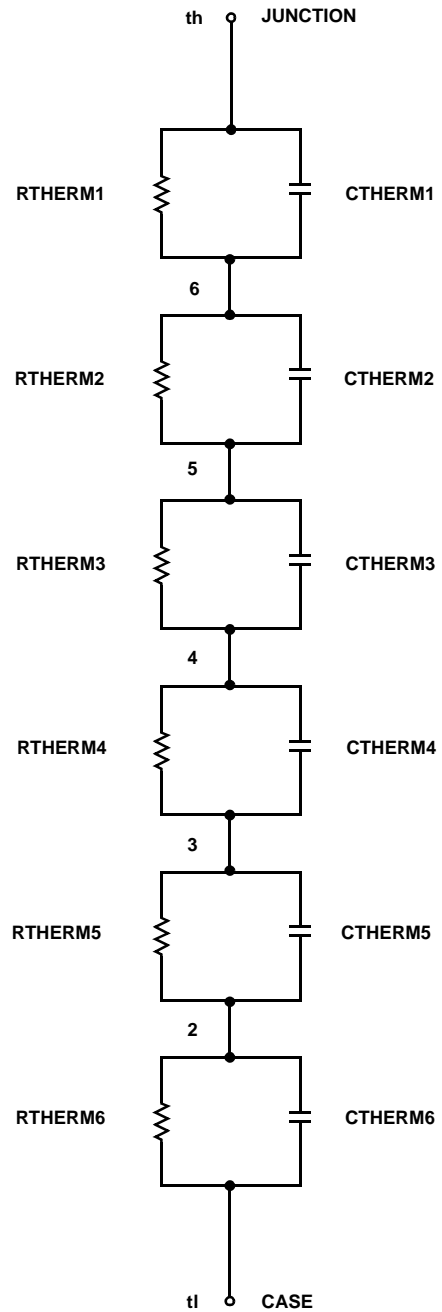 th JUNCTION
RTHERM1 CTHERM1
6
RTHERM2 CTHERM2
5
RTHERM3 CTHERM3
4
RTHERM4 CTHERM4
3
RTHERM5 CTHERM5
2
RTHERM6 CTHERM6
tl CASE